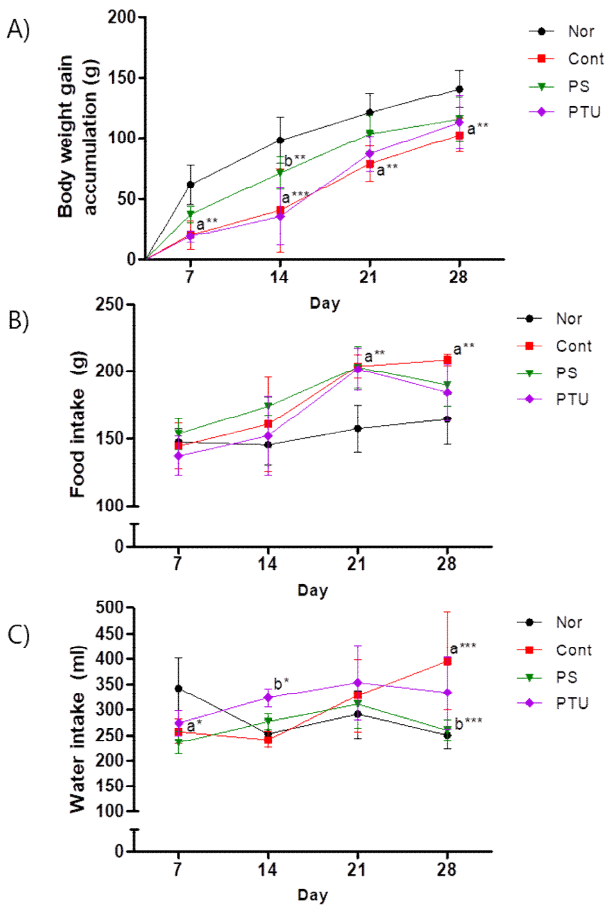 A)
Body weight gain
accumulation (g)
200
150
100
50
0
7
14
21
28
Day
a**
b**
a***
a**
a**
Nor
Cont
PS
PTU
B)
Food intake (g)
250
200
150
100
0
7
14
21
28
Day
a**
a**
Nor
Cont
PS
PTU
C)
Water intake (ml)
500
450
400
350
300
250
200
150
100
0
7
14
21
28
Day
a*
b*
a***
b***
Nor
Cont
PS
PTU